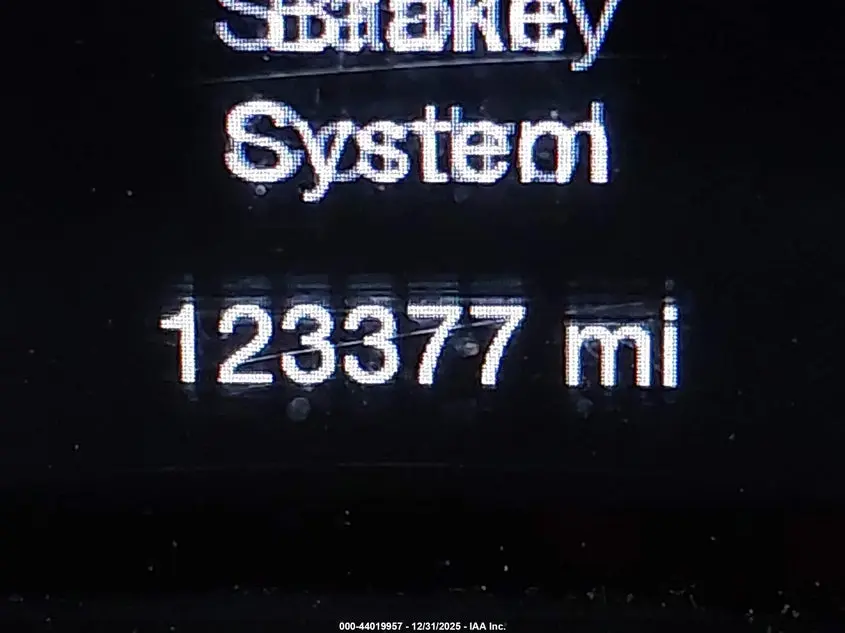 System
123377 mi
000-44019957 - 12/31/2025 - IAA Inc.